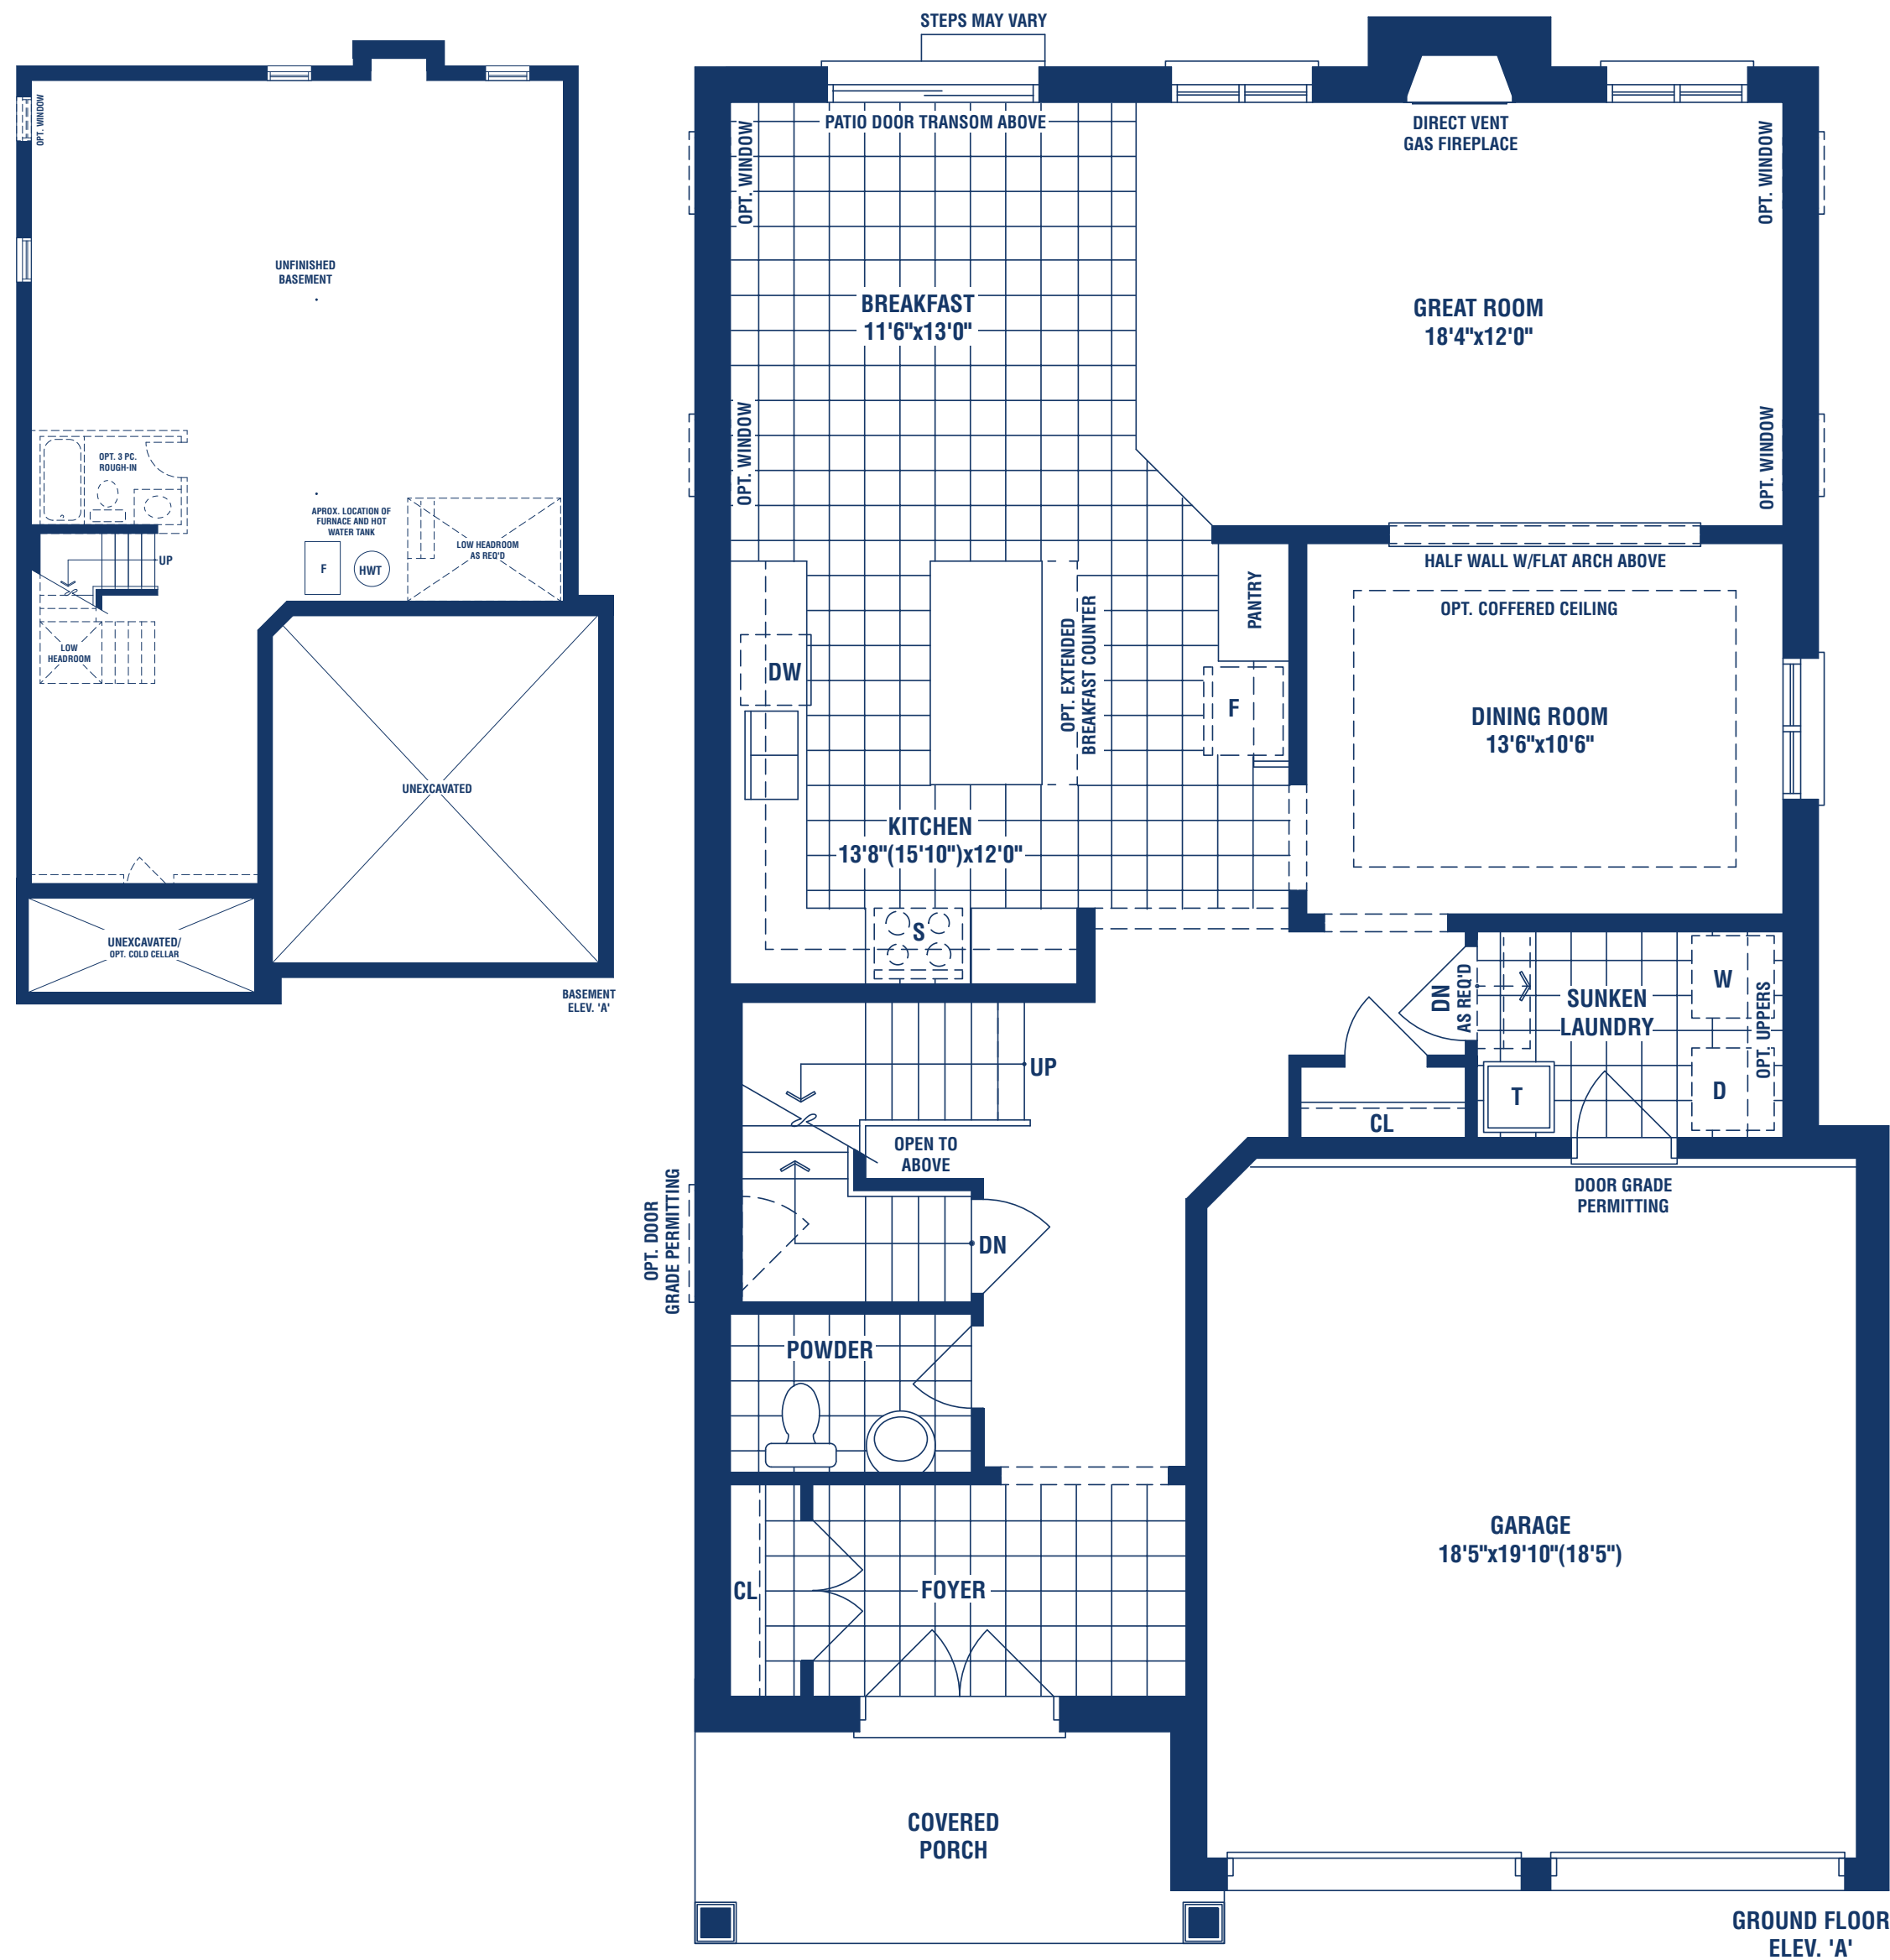 OPT. WINDOW
UNFINISHED
BASEMENT
OPT. 3 PC.
ROUGH-IN
APROX. LOCATION OF
FURNACE AND HOT
WATER TANK
F
HWT
LOW HEADROOM
AS REQ'D
UP
LOW
HEADROOM
UNEXCAVATED
UNEXCAVATED/
OPT. COLD CELLAR
BASEMENT
ELEV. 'A'
STEPS MAY VARY
PATIO DOOR TRANSOM ABOVE
DIRECT VENT
GAS FIREPLACE
OPT. WINDOW
OPT. WINDOW
BREAKFAST
11'6"x13'0"
GREAT ROOM
18'4"x12'0"
OPT. WINDOW
OPT. WINDOW
HALF WALL W/FLAT ARCH ABOVE
OPT. COFFERED CEILING
PANTRY
OPT. EXTENDED
BREAKFAST COUNTER
DW
F
DINING ROOM
13'6"x10'6"
KITCHEN
13'8"(15'10")x12'0"
S
DN
AS REQ'D
SUNKEN
LAUNDRY
W
OPT. UPPERS
D
T
CL
UP
OPEN TO
ABOVE
OPT. DOOR
GRADE PERMITTING
DN
DOOR GRADE
PERMITTING
POWDER
GARAGE
18'5"x19'10"(18'5")
CL
FOYER
COVERED
PORCH
GROUND FLOOR
ELEV. 'A'